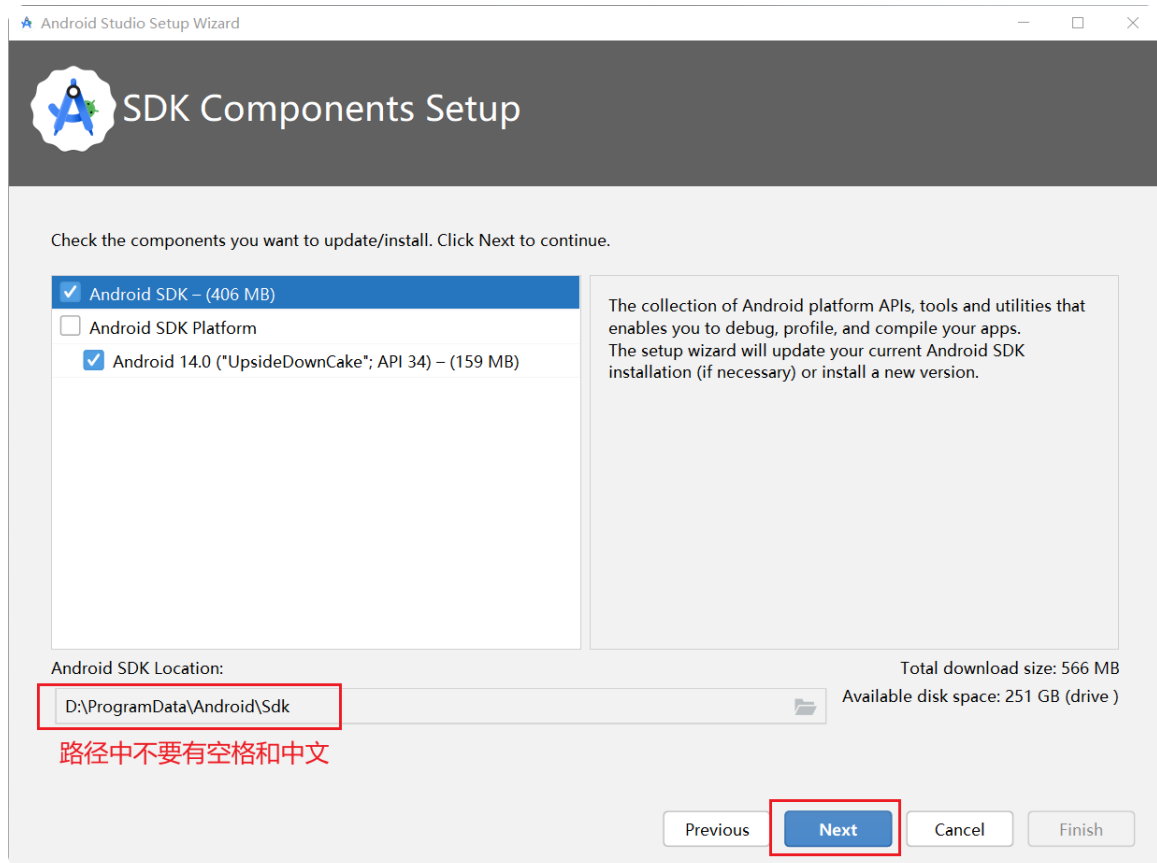 Android Studio Setup Wizard
SDK Components Setup
Check the components you want to update/install. Click Next to continue.
Android SDK – (406 MB)
Android SDK Platform
Android 14.0 ("UpsideDownCake"; API 34) – (159 MB)
The collection of Android platform APIs, tools and utilities that
enables you to debug, profile, and compile your apps.
The setup wizard will update your current Android SDK
installation (if necessary) or install a new version.
Android SDK Location:
Total download size: 566 MB
D:\ProgramData\Android\Sdk
Available disk space: 251 GB (drive )
路径中不要有空格和中文
Previous
Next
Cancel
Finish